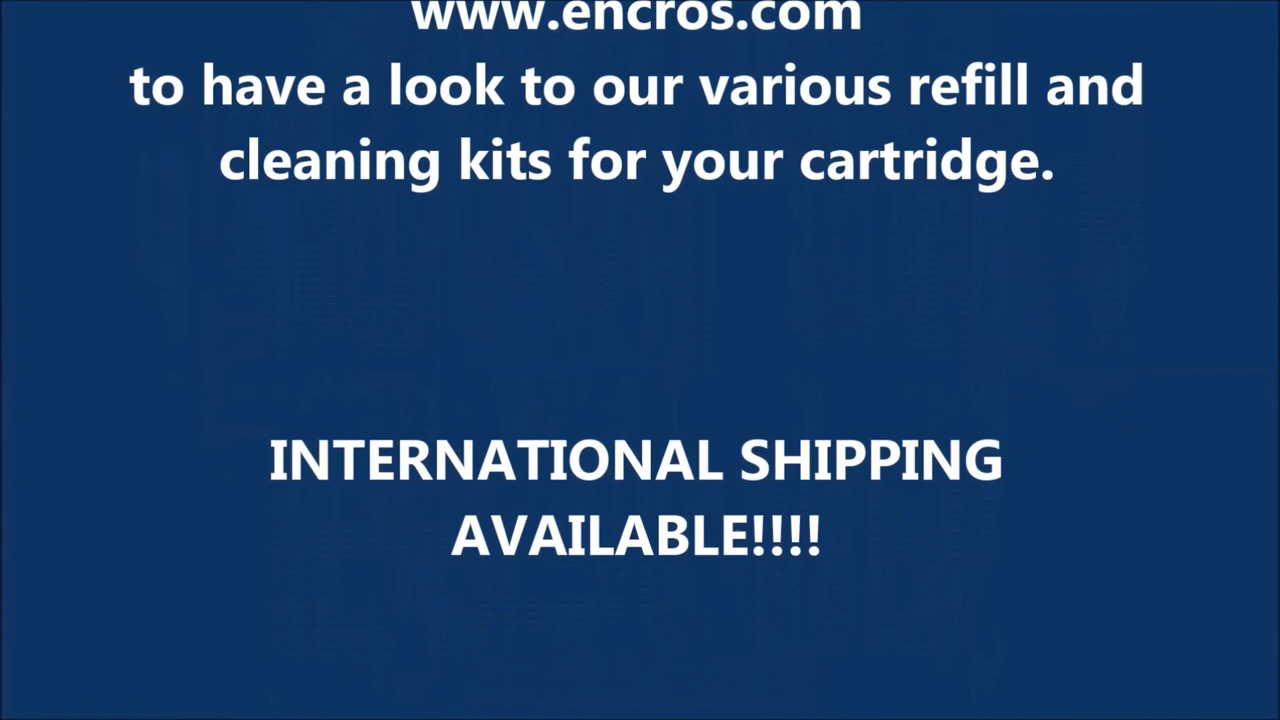 www.encros.com
to have a look to our various refill and
cleaning kits for your cartridge.
INTERNATIONAL SHIPPING
AVAILABLE!!!!